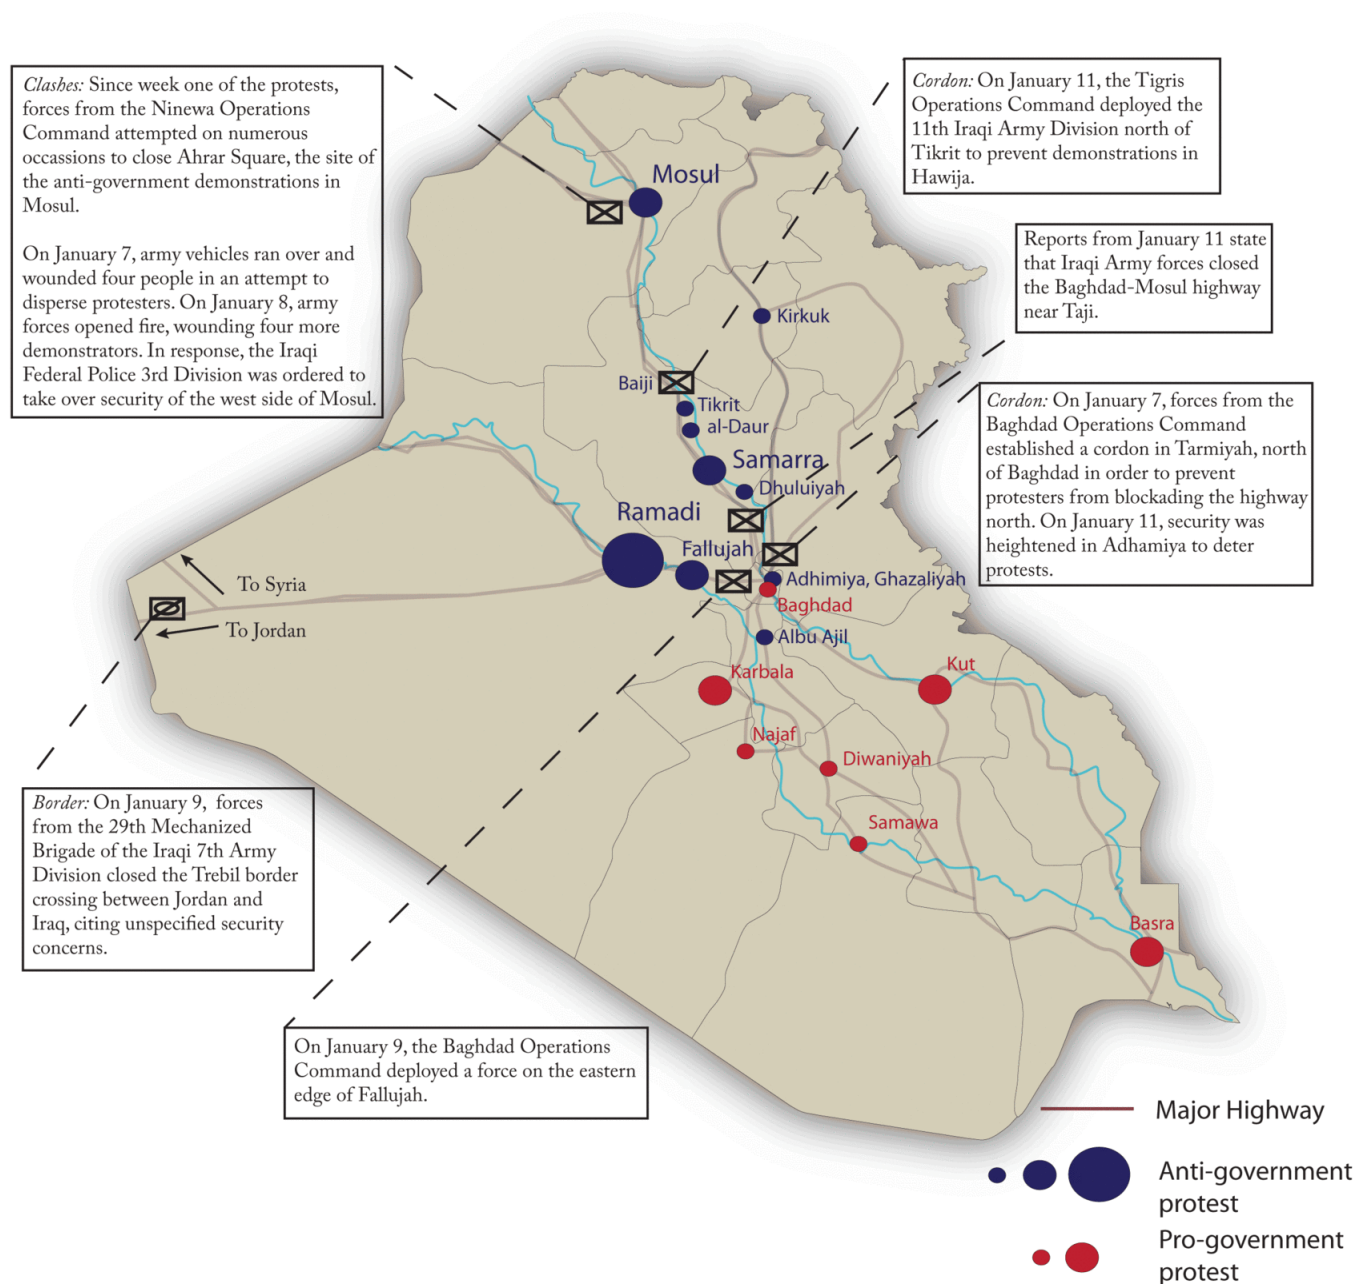 Clashes: Since week one of the protests,
forces from the Ninewa Operations
Command attempted on numerous
occassions to close Ahrar Square, the site of
the anti-government demonstrations in
Mosul.
On January 7, army vehicles ran over and
wounded four people in an attempt to
disperse protesters. On January 8, army
forces opened fire, wounding four more
demonstrators. In response, the Iraqi
Federal Police 3rd Division was ordered to
take over security of the west side of Mosul.
Cordon: On January 11, the Tigris
Operations Command deployed the
11th Iraqi Army Division north of
Tikrit to prevent demonstrations in
Hawija.
Reports from January 11 state
that Iraqi Army forces closed
the Baghdad-Mosul highway
near Taji.
Cordon: On January 7, forces from the
Baghdad Operations Command
established a cordon in Tarmiyah, north
of Baghdad in order to prevent
protesters from blockading the highway
north. On January 11, security was
heightened in Adhamiya to deter
protests.
Mosul
Kirkuk
Baiji
Tikrit
al-Daur
Samarra
Dhuluiyah
Ramadi
Fallujah
Adhimiya, Ghazaliyah
Baghdad
To Syria
To Jordan
Albu Ajil
Karbala
Kut
Najaf
Diwaniyah
Samawa
Basra
Border: On January 9, forces
from the 29th Mechanized
Brigade of the Iraqi 7th Army
Division closed the Trebil border
crossing between Jordan and
Iraq, citing unspecified security
concerns.
On January 9, the Baghdad Operations
Command deployed a force on the eastern
edge of Fallujah.
Major Highway
Anti-government
protest
Pro-government
protest